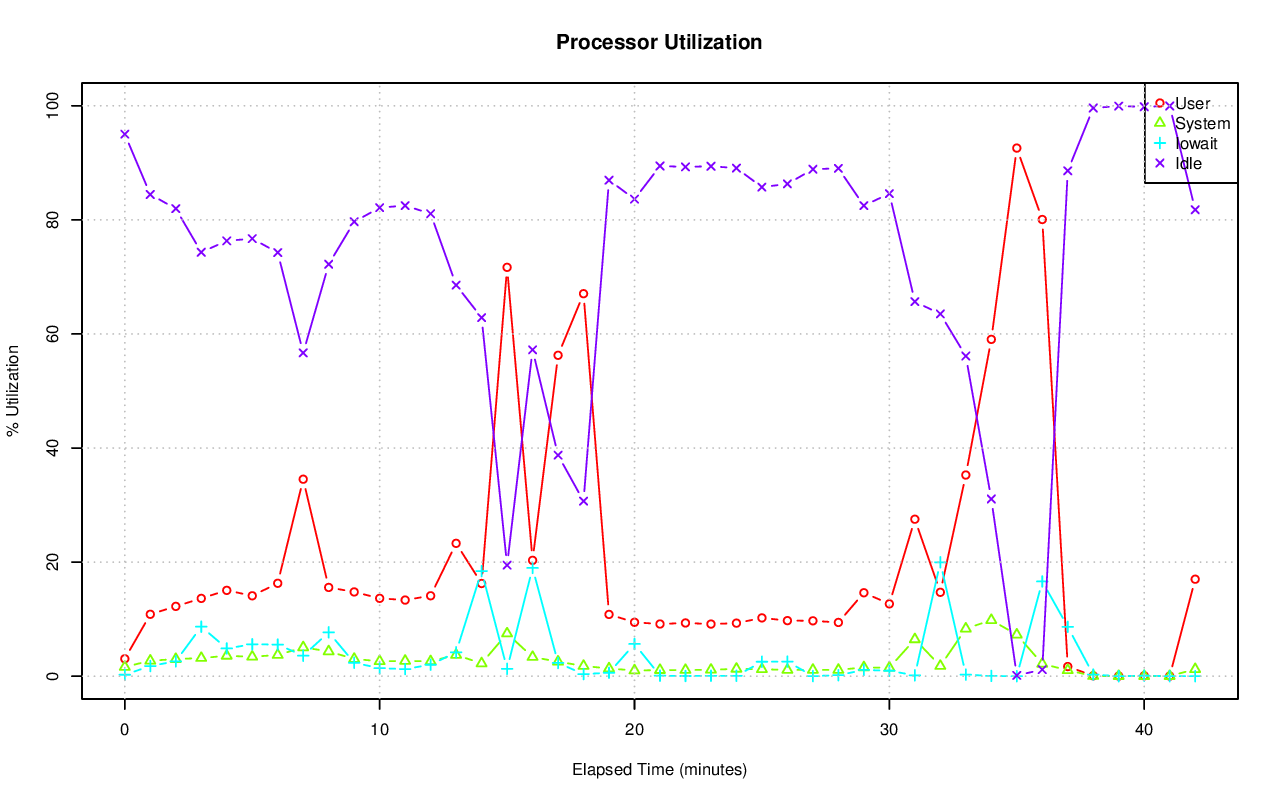 Processor Utilization
% Utilization
100
80
60
40
20
0
User
System
Iowait
Idle
0 10 20 30 40
Elapsed Time (minutes)